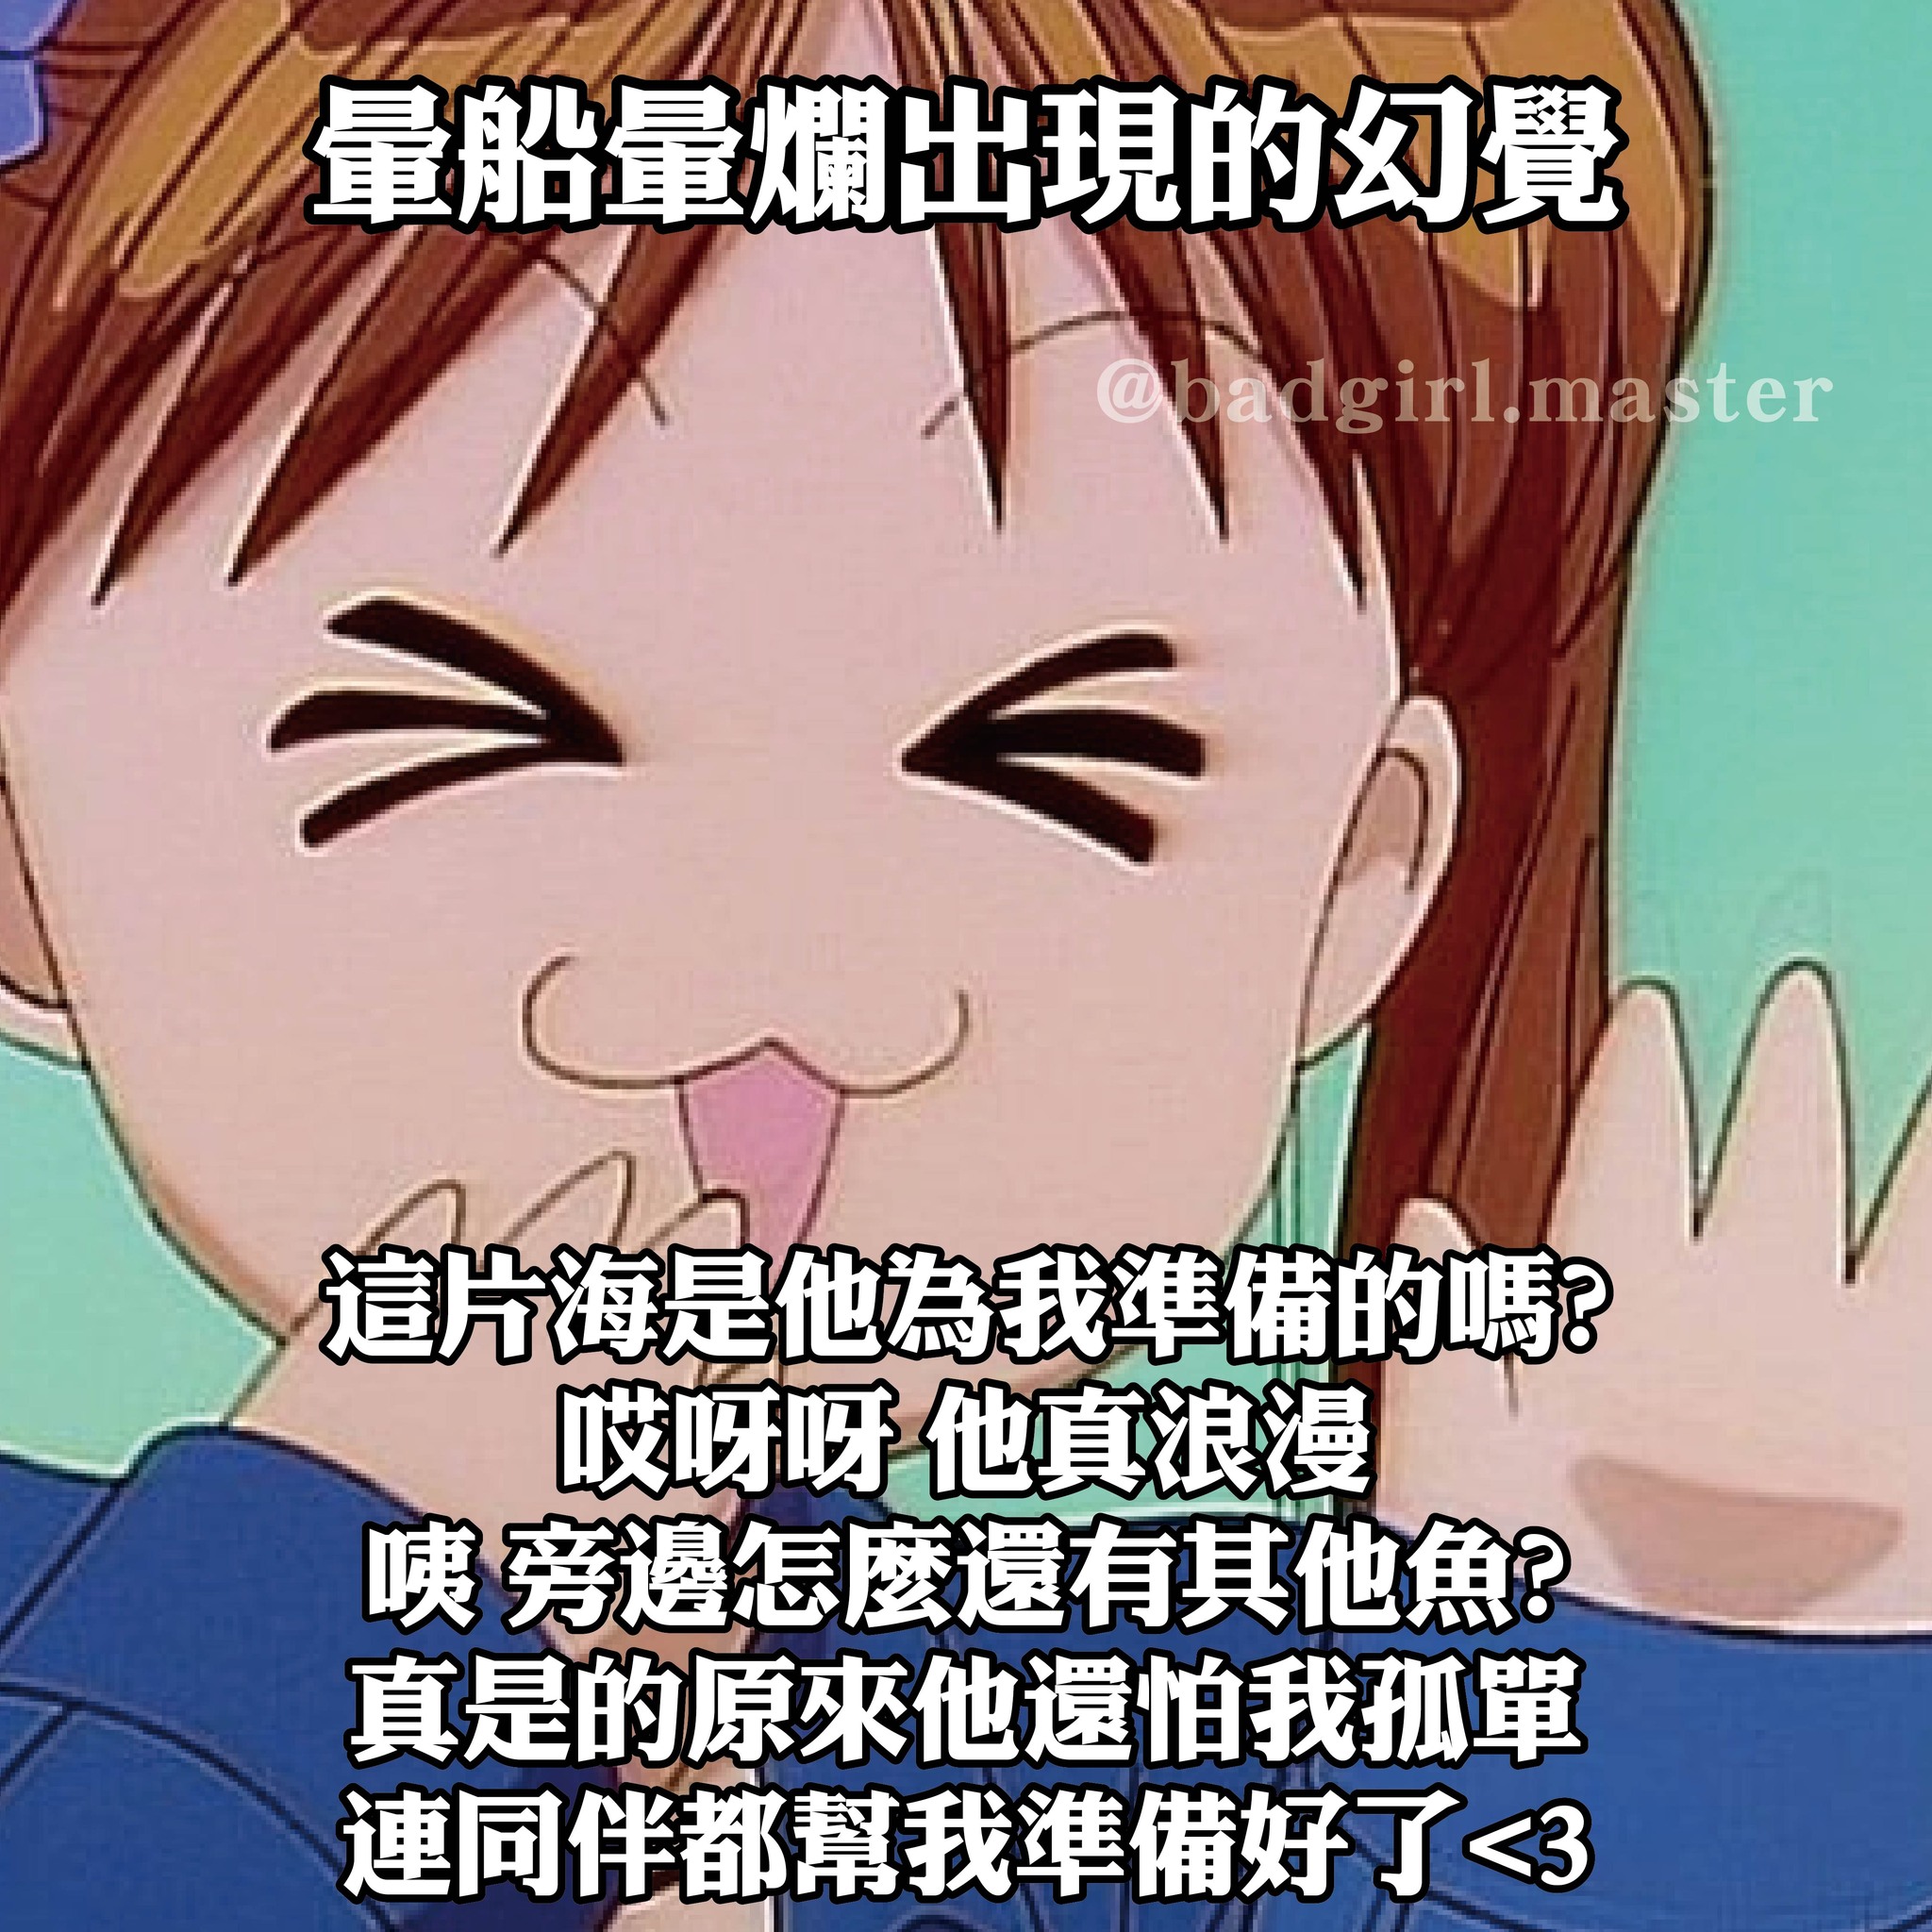 暈船暈爛出現的幻覺
@badgirl.master
這片海是他為我準備的嗎?
哎呀呀 他真浪漫
咦 旁邊怎麼還有其他魚?
真是的原來他還怕我孤單
連同伴都幫我準備好了<3